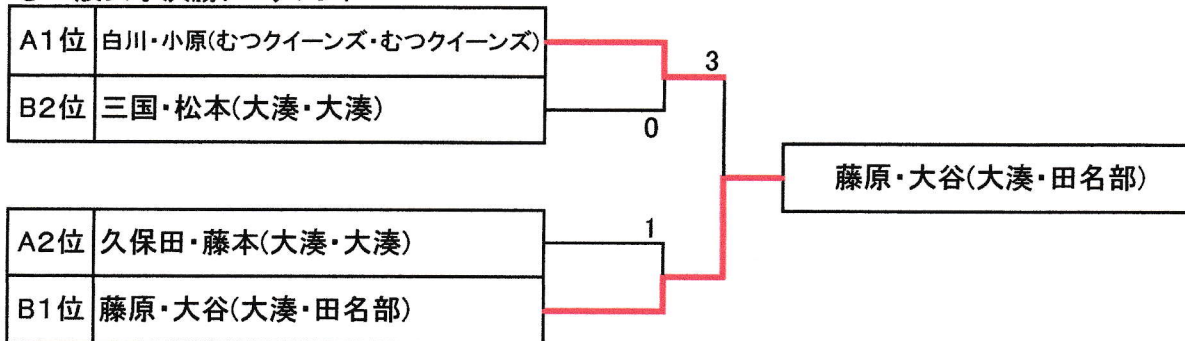 A1位 白川・小原(むつクイーンズ・むつクイーンズ)
3
B2位 三国・松本(大湊・大湊)
0
藤原・大谷(大湊・田名部)
A2位 久保田・藤本(大湊・大湊)
1
B1位 藤原・大谷(大湊・田名部)